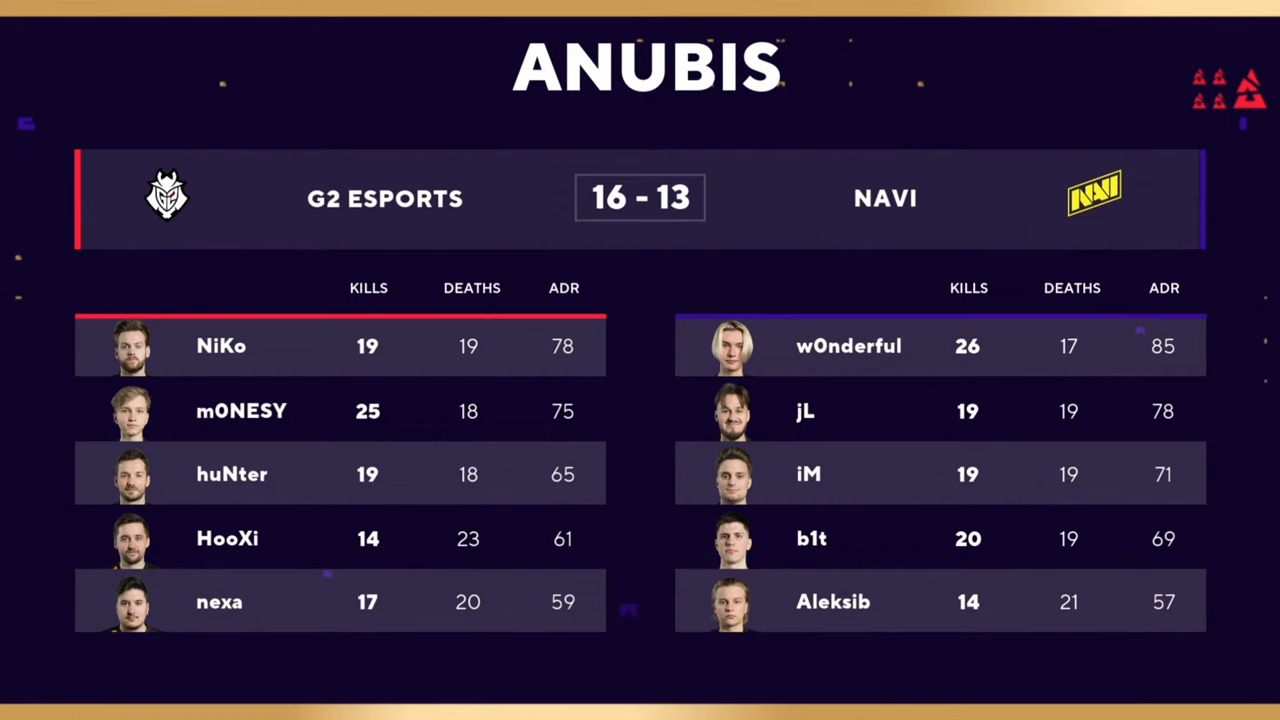 ANUBIS
G2 ESPORTS 16 - 13 NAVI NAVI
KILLS DEATHS ADR KILLS DEATHS ADR
NiKo 19 19 78 w0nderful 26 17 85
m0NESY 25 18 75 jL 19 19 78
huNter 19 18 65 iM 19 19 71
HooXi 14 23 61 b1t 20 19 69
nexa 17 20 59 Aleksib 14 21 57